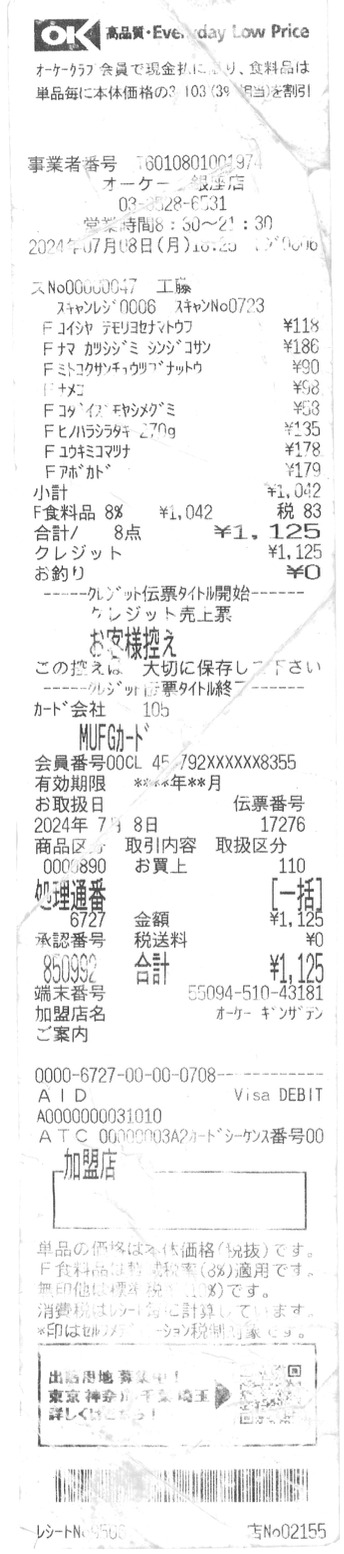 OK 高品質・Everyday Low Price
オーケークラブ会員で現金払により、食料品は
単品毎に本体価格の3/103(3%相当)を割引
事業者番号 T6010801001974
オーケー 銀座店
03-3528-6531
営業時間8：30～21：30
2024年07月08日(月)
スNo00000047 工藤
スキャンレジ0006 スキャンNo0723
F コイシヤ テモリヨセナマトウフ ¥118
F ナマ カツシジミ シンジコサン ¥186
F ミトコクサンチュウツブナットウ ¥90
F ナメコ ¥98
F コダイズモヤシメグミ ¥58
F ヒノハラシラタキ 270g ¥135
F ユウキミコマツナ ¥178
F アボカド ¥179
小計 ¥1,042
F食料品 8% ¥1,042 税 83
合計/ 8点 ¥1,125
クレジット ¥1,125
お釣り ¥0
-----クレジット伝票タイトル開始------
クレジット売上票
お客様控え
この控えは 大切に保存して下さい
-----クレジット伝票タイトル終了-----
カード会社 105
MUFGカード
会員番号00CL 45 792XXXXXX8355
有効期限 ****年**月
お取扱日 伝票番号
2024年 7月 8日 17276
商品区分 取引内容 取扱区分
0000890 お買上 110
処理通番 [一括]
6727 金額 ¥1,125
承認番号 税送料 ¥0
850992 合計 ¥1,125
端末番号 55094-510-43181
加盟店名 オーケー ギンザテン
ご案内
0000-6727-00-00-0708--------------
AID Visa DEBIT
A0000000031010
ATC 00000003A2カードシーケンス番号00
加盟店
単品の価格は本体価格(税抜)です。
F食料品は軽減税率(8%)適用です。
無印他は標準税率(10%)です。
消費税はレシート毎に計算しています。
*印はセルフメディケーション税制対象です。
出店用地 募集中！
東京 神奈川 千葉 埼玉
詳しくはこちら！
レシートNo 店No02155